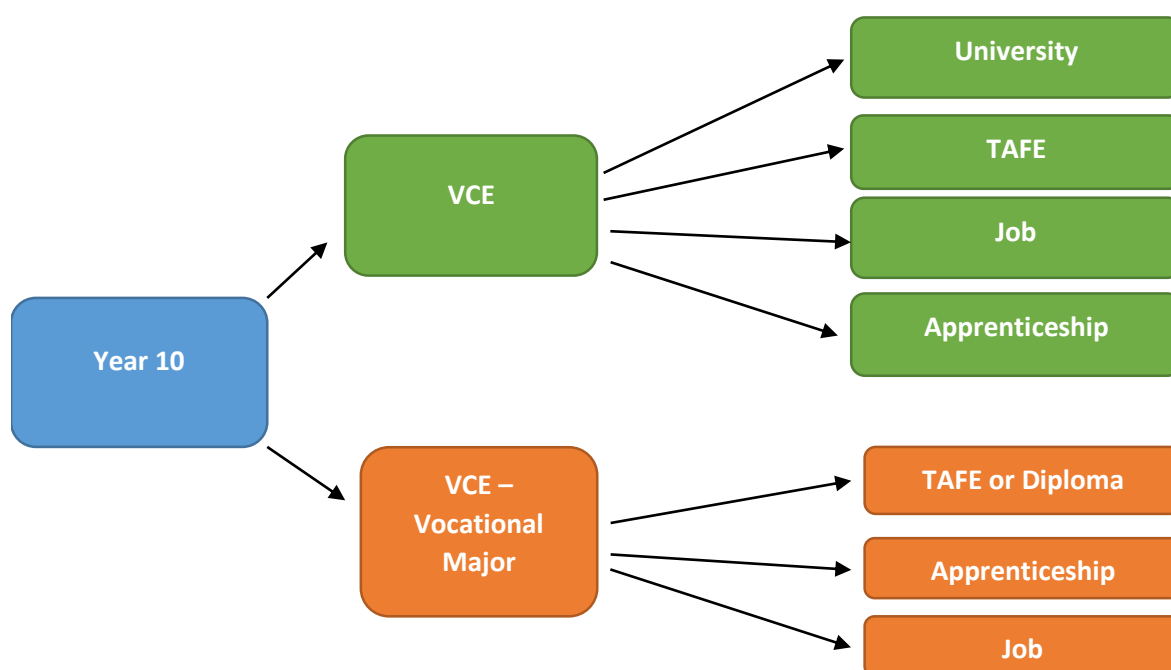 University
TAFE
VCE
Job
Apprenticeship
Year 10
VCE –
Vocational
Major
TAFE or Diploma
Apprenticeship
Job